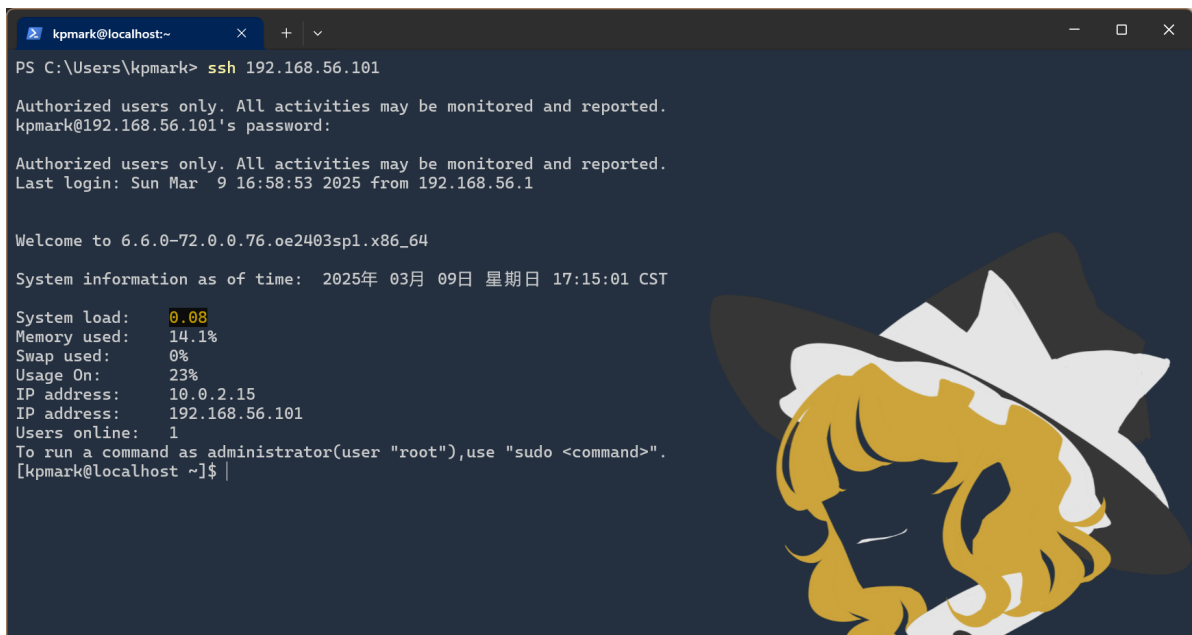 kpmark@localhost:~
PS C:\Users\kpmark> ssh 192.168.56.101
Authorized users only. All activities may be monitored and reported.
kpmark@192.168.56.101's password:
Authorized users only. All activities may be monitored and reported.
Last login: Sun Mar  9 16:58:53 2025 from 192.168.56.1
Welcome to 6.6.0-72.0.0.76.oe2403sp1.x86_64
System information as of time:  2025年 03月 09日 星期日 17:15:01 CST
System load:    0.08
Memory used:    14.1%
Swap used:      0%
Usage On:       23%
IP address:     10.0.2.15
IP address:     192.168.56.101
Users online:   1
To run a command as administrator(user "root"),use "sudo <command>".
[kpmark@localhost ~]$